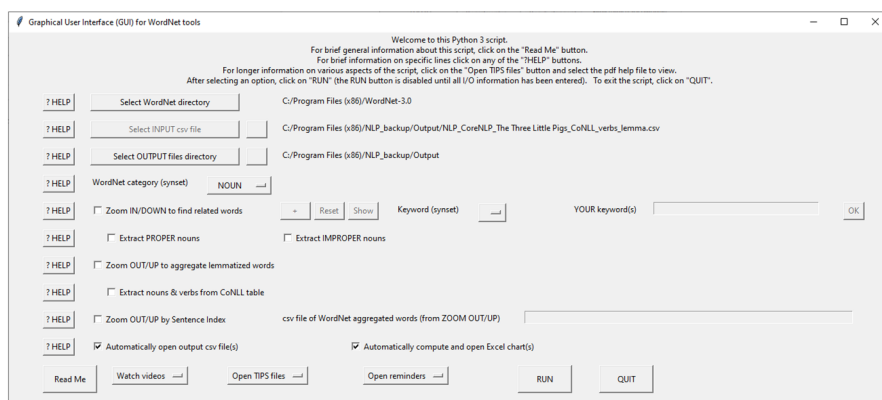 Graphical User Interface (GUI) for WordNet tools
Welcome to this Python 3 script.
For brief general information about this script, click on the "Read Me" button.
For brief information on specific lines click on any of the "?HELP" buttons.
For longer information on various aspects of the script, click on the "Open TIPS files" button and select the pdf help file to view.
After selecting an option, click on "RUN" (the RUN button is disabled until all I/O information has been entered). To exit the script, click on "QUIT".
? HELP Select WordNet directory C:/Program Files (x86)/WordNet-3.0
? HELP Select INPUT csv file C:/Program Files (x86)/NLP_backup/Output/NLP_CoreNLP_The Three Little Pigs_CoNLL_verbs_lemma.csv
? HELP Select OUTPUT files directory C:/Program Files (x86)/NLP_backup/Output
? HELP WordNet category (synset) NOUN
? HELP Zoom IN/DOWN to find related words + Reset Show Keyword (synset) YOUR keyword(s) OK
? HELP Extract PROPER nouns Extract IMPROPER nouns
? HELP Zoom OUT/UP to aggregate lemmatized words
? HELP Extract nouns & verbs from CoNLL table
? HELP Zoom OUT/UP by Sentence Index csv file of WordNet aggregated words (from ZOOM OUT/UP)
? HELP Automatically open output csv file(s) Automatically compute and open Excel chart(s)
Read Me Watch videos Open TIPS files Open reminders RUN QUIT